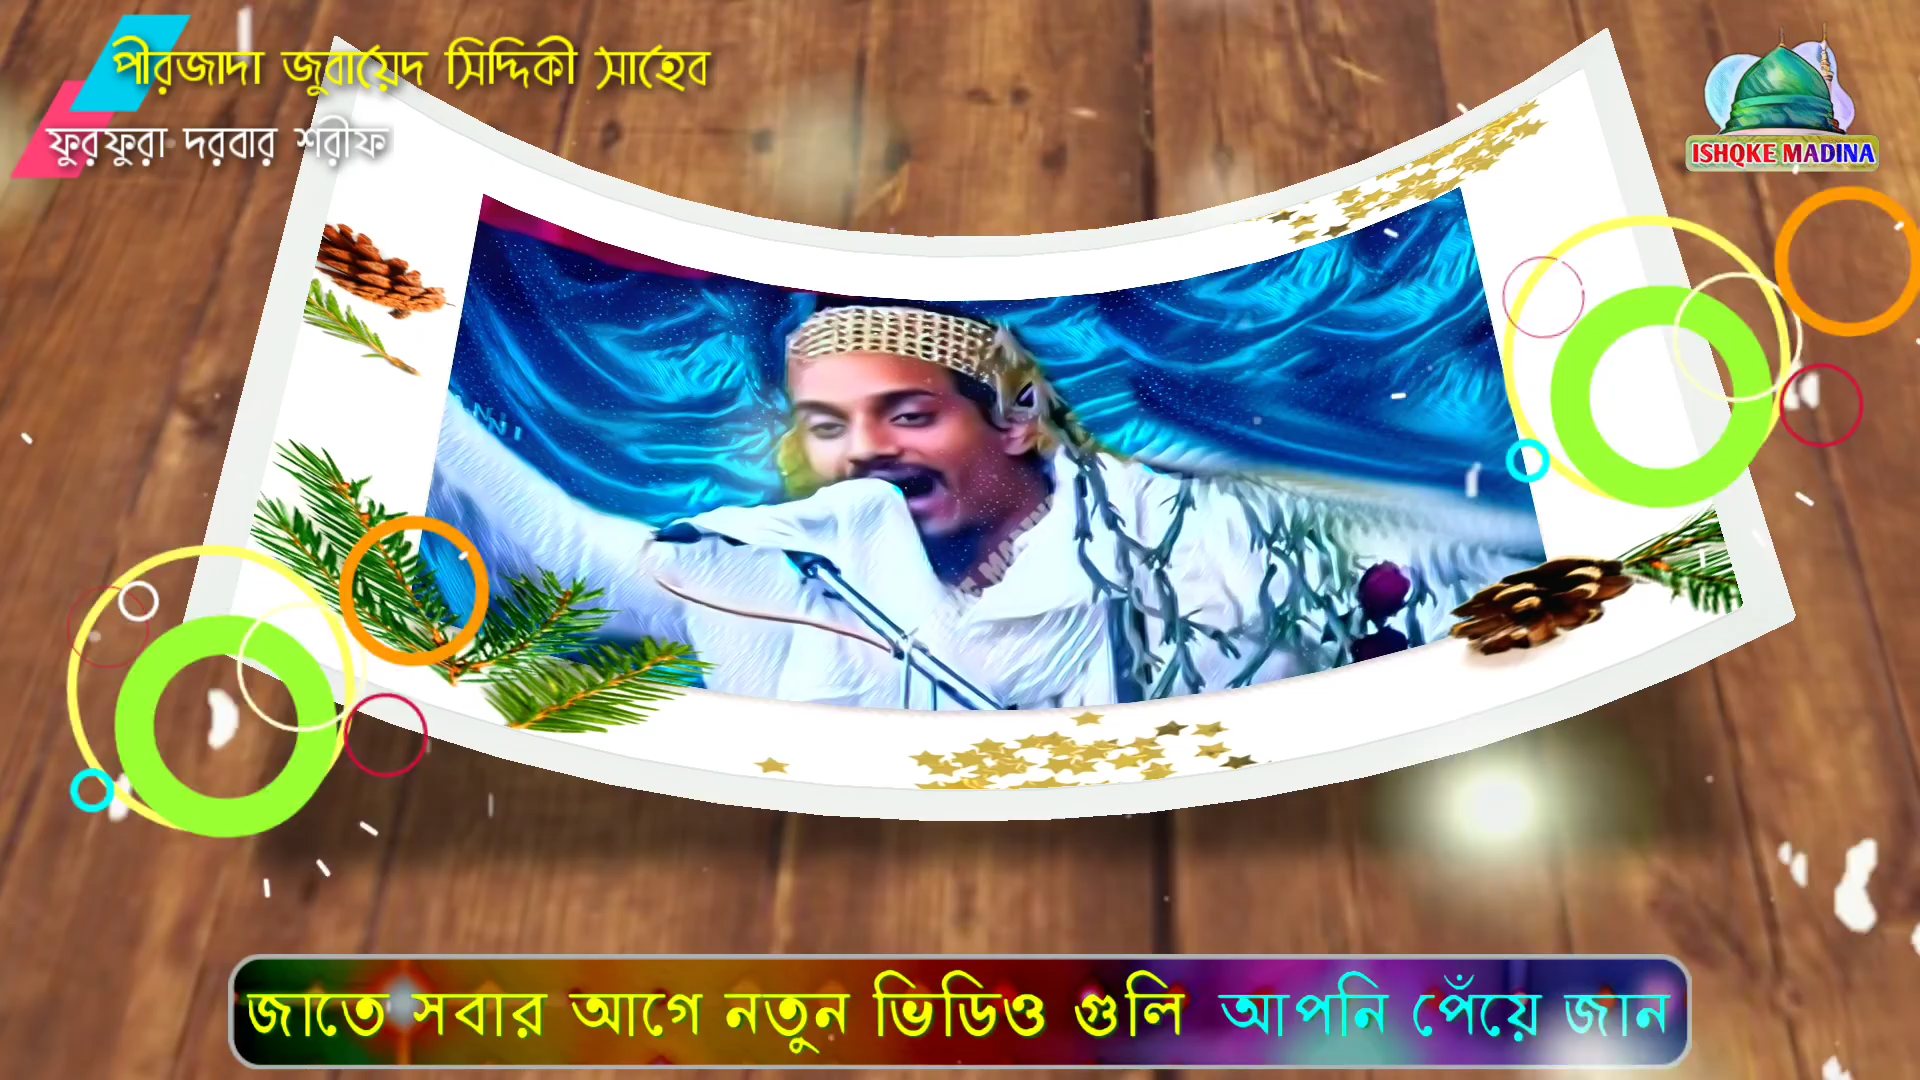 পীরজাদা জুবায়েদ সিদ্দিকী সাহেব
ফুরফুরা দরবার শরীফ
ISHQKE MADINA
জাতে সবার আগে নতুন ভিডিও গুলি আপনি পেঁয়ে জান